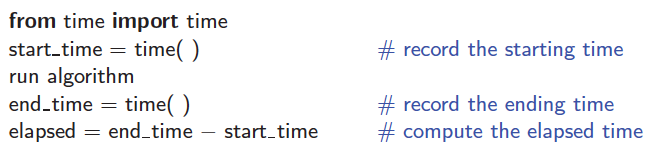 from time import time
start_time = time( ) # record the starting time
run algorithm
end_time = time( ) # record the ending time
elapsed = end_time − start_time # compute the elapsed time